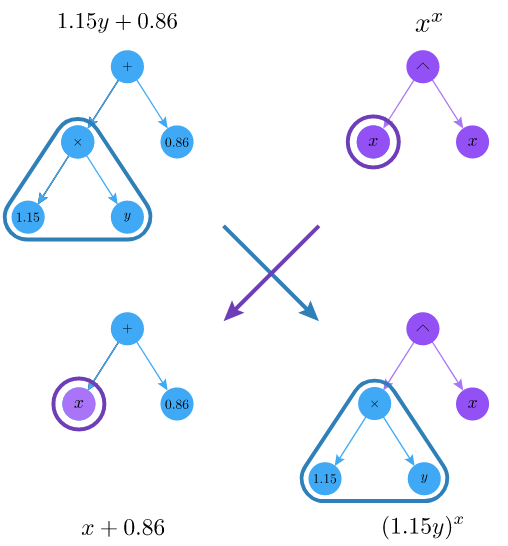 1.15y + 0.86
x^x
+
^
×
0.86
x
x
1.15
y
+
^
x
0.86
×
x
1.15
y
x + 0.86
(1.15y)^x